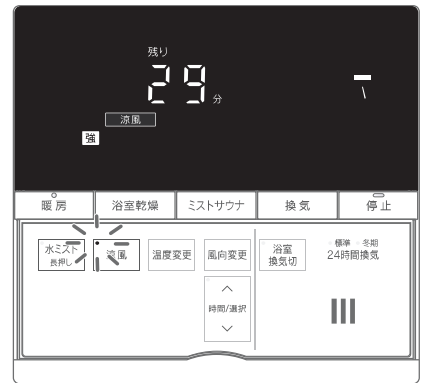 残り
29分
涼風
強
暖房 浴室乾燥 ミストサウナ 換気 停止
水ミスト
長押し
涼風 温度変更 風向変更
浴室
換気切
標準 冬期
24時間換気
時間/選択